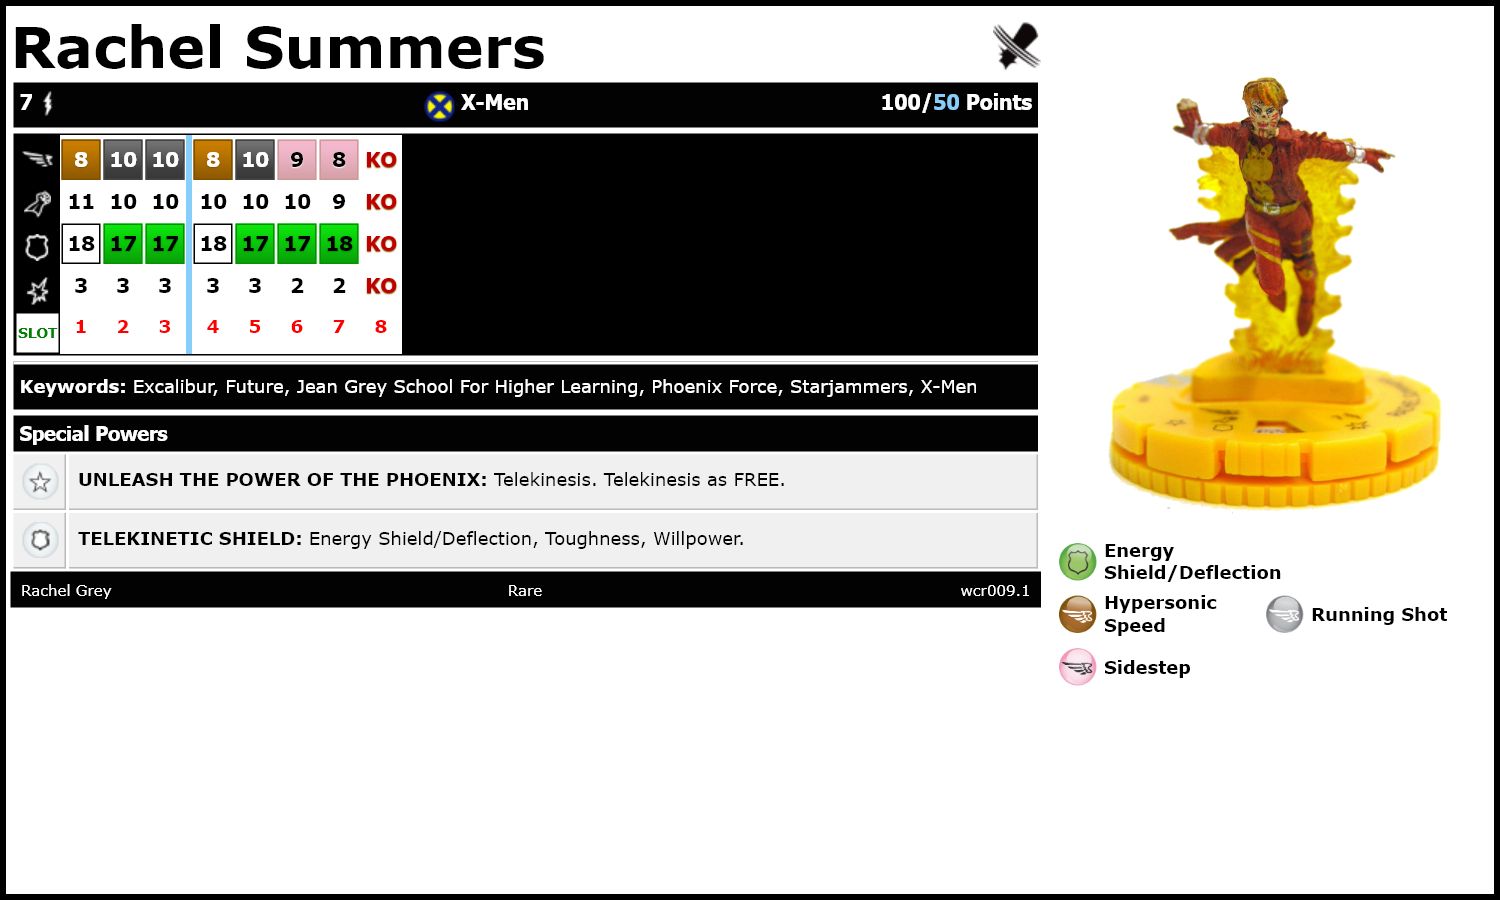 Rachel Summers
7 X-Men 100/50 Points
8 10 10 8 10 9 8 KO
11 10 10 10 10 10 9 KO
18 17 17 18 17 17 18 KO
3 3 3 3 3 2 2 KO
SLOT 1 2 3 4 5 6 7 8
Keywords: Excalibur, Future, Jean Grey School For Higher Learning, Phoenix Force, Starjammers, X-Men
Special Powers
UNLEASH THE POWER OF THE PHOENIX: Telekinesis. Telekinesis as FREE.
TELEKINETIC SHIELD: Energy Shield/Deflection, Toughness, Willpower.
Rachel Grey Rare wcr009.1
Energy
Shield/Deflection
Hypersonic
Speed
Running Shot
Sidestep